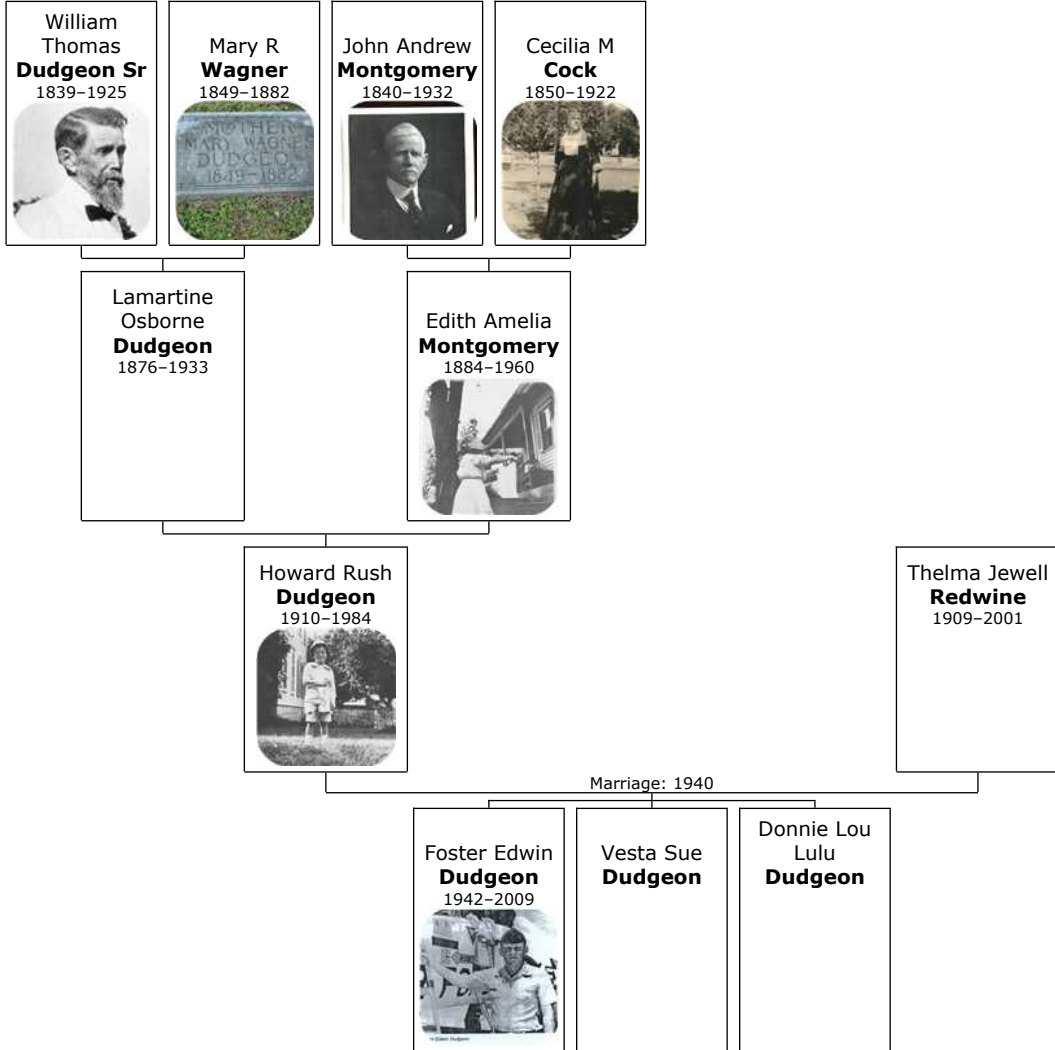 William
Thomas
Dudgeon Sr
1839–1925
Mary R
Wagner
1849–1882
MOTHER
MARY WAGNER
DUDGEON
1849–1882
John Andrew
Montgomery
1840–1932
Cecilia M
Cock
1850–1922
Lamartine
Osborne
Dudgeon
1876–1933
Edith Amelia
Montgomery
1884–1960
Howard Rush
Dudgeon
1910–1984
Thelma Jewell
Redwine
1909–2001
Marriage: 1940
Foster Edwin
Dudgeon
1942–2009
Edwin Dudgeon
Vesta Sue
Dudgeon
Donnie Lou
Lulu
Dudgeon